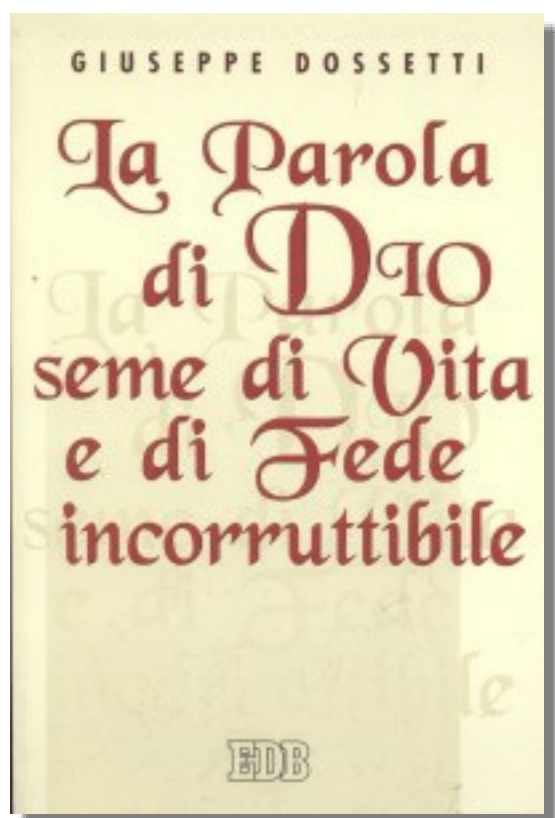 GIUSEPPE DOSSETTI
La Parola
di DIO
seme di Vita
e di Fede
incorruttibile
EDB